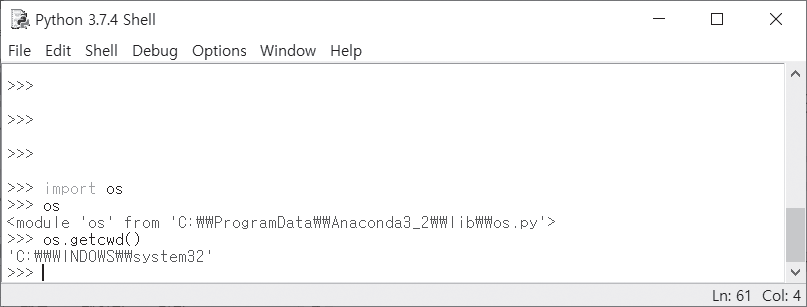 Python 3.7.4 Shell
File Edit Shell Debug Options Window Help
>>>
>>>
>>>
>>> import os
>>> os
<module 'os' from 'C:₩₩ProgramData₩₩Anaconda3_2₩₩lib₩₩os.py'>
>>> os.getcwd()
'C:₩₩WINDOWS₩₩system32'
>>>
Ln: 61 Col: 4